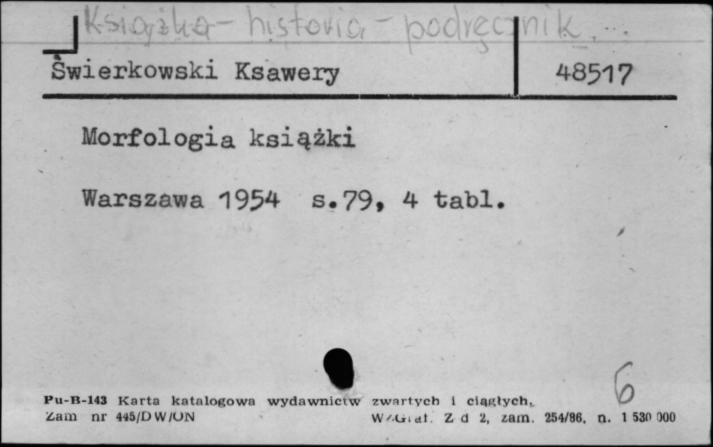 Książka - historia - podręcznik
Świerkowski Ksawery 48517
Morfologia książki
Warszawa 1954 s.79, 4 tabl.
6
Pu-B-143 Karta katalogowa wydawnictw zwartych i ciągłych.
Zam nr 445/DW/UN Z d 2, zam. 254/86. n. 1 530 000